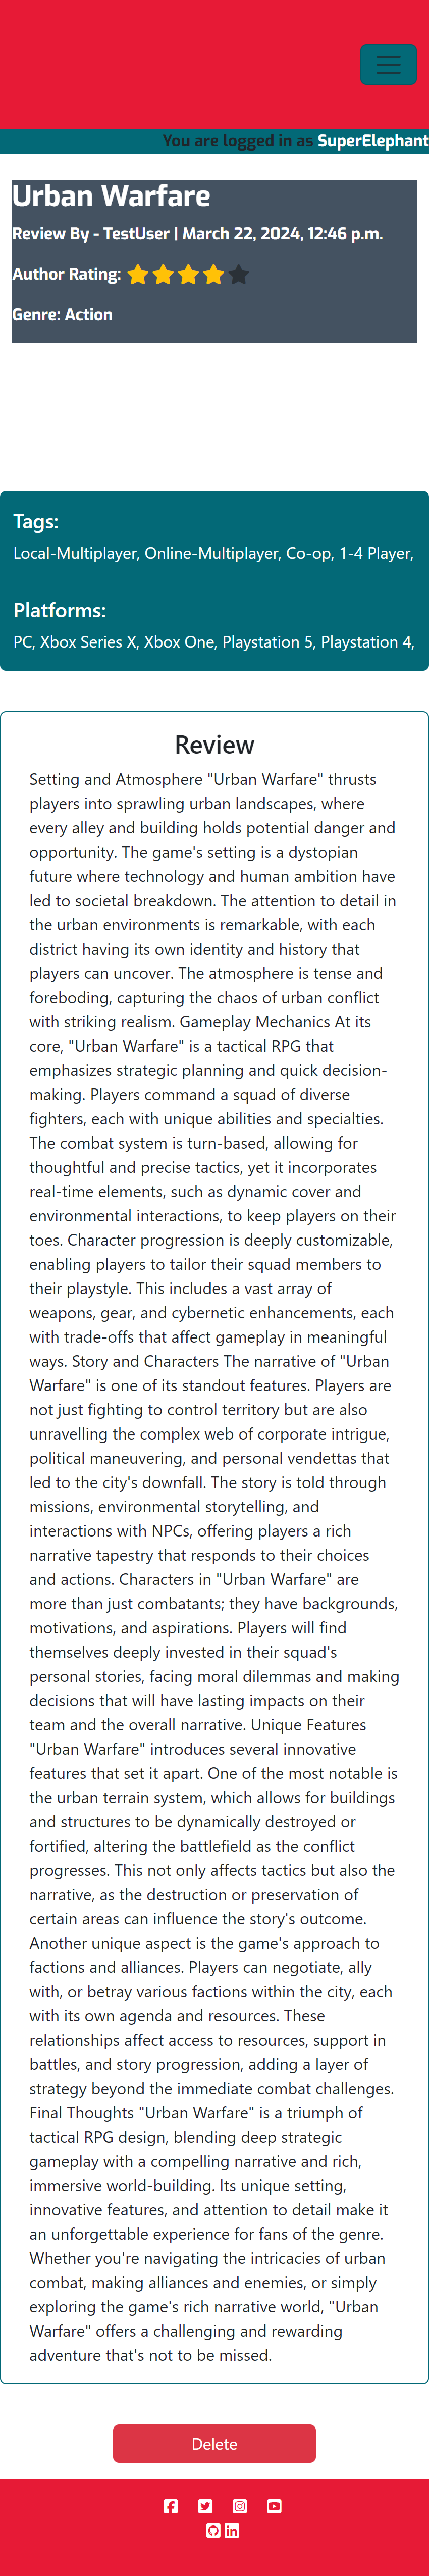 You are logged in as SuperElephant
Urban Warfare
Review By - TestUser | March 22, 2024, 12:46 p.m.
Author Rating:
Genre: Action
Tags:
Local-Multiplayer, Online-Multiplayer, Co-op, 1-4 Player,
Platforms:
PC, Xbox Series X, Xbox One, Playstation 5, Playstation 4,
Review
Setting and Atmosphere "Urban Warfare" thrusts
players into sprawling urban landscapes, where
every alley and building holds potential danger and
opportunity. The game's setting is a dystopian
future where technology and human ambition have
led to societal breakdown. The attention to detail in
the urban environments is remarkable, with each
district having its own identity and history that
players can uncover. The atmosphere is tense and
foreboding, capturing the chaos of urban conflict
with striking realism. Gameplay Mechanics At its
core, "Urban Warfare" is a tactical RPG that
emphasizes strategic planning and quick decision-
making. Players command a squad of diverse
fighters, each with unique abilities and specialties.
The combat system is turn-based, allowing for
thoughtful and precise tactics, yet it incorporates
real-time elements, such as dynamic cover and
environmental interactions, to keep players on their
toes. Character progression is deeply customizable,
enabling players to tailor their squad members to
their playstyle. This includes a vast array of
weapons, gear, and cybernetic enhancements, each
with trade-offs that affect gameplay in meaningful
ways. Story and Characters The narrative of "Urban
Warfare" is one of its standout features. Players are
not just fighting to control territory but are also
unravelling the complex web of corporate intrigue,
political maneuvering, and personal vendettas that
led to the city's downfall. The story is told through
missions, environmental storytelling, and
interactions with NPCs, offering players a rich
narrative tapestry that responds to their choices
and actions. Characters in "Urban Warfare" are
more than just combatants; they have backgrounds,
motivations, and aspirations. Players will find
themselves deeply invested in their squad's
personal stories, facing moral dilemmas and making
decisions that will have lasting impacts on their
team and the overall narrative. Unique Features
"Urban Warfare" introduces several innovative
features that set it apart. One of the most notable is
the urban terrain system, which allows for buildings
and structures to be dynamically destroyed or
fortified, altering the battlefield as the conflict
progresses. This not only affects tactics but also the
narrative, as the destruction or preservation of
certain areas can influence the story's outcome.
Another unique aspect is the game's approach to
factions and alliances. Players can negotiate, ally
with, or betray various factions within the city, each
with its own agenda and resources. These
relationships affect access to resources, support in
battles, and story progression, adding a layer of
strategy beyond the immediate combat challenges.
Final Thoughts "Urban Warfare" is a triumph of
tactical RPG design, blending deep strategic
gameplay with a compelling narrative and rich,
immersive world-building. Its unique setting,
innovative features, and attention to detail make it
an unforgettable experience for fans of the genre.
Whether you're navigating the intricacies of urban
combat, making alliances and enemies, or simply
exploring the game's rich narrative world, "Urban
Warfare" offers a challenging and rewarding
adventure that's not to be missed.
Delete